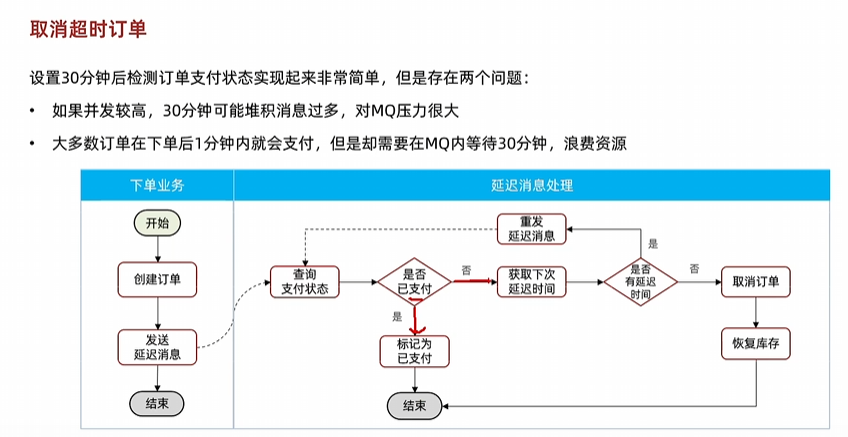 取消超时订单
设置30分钟后检测订单支付状态实现起来非常简单，但是存在两个问题：
• 如果并发较高，30分钟可能堆积消息过多，对MQ压力很大
• 大多数订单在下单后1分钟内就会支付，但是却需要在MQ内等待30分钟，浪费资源
下单业务
延迟消息处理
开始
创建订单
发送
延迟消息
结束
重发
延迟消息
查询
支付状态
是否
已支付
否
是
获取下次
延迟时间
是否
有延迟
时间
是
否
取消订单
恢复库存
标记为
已支付
结束